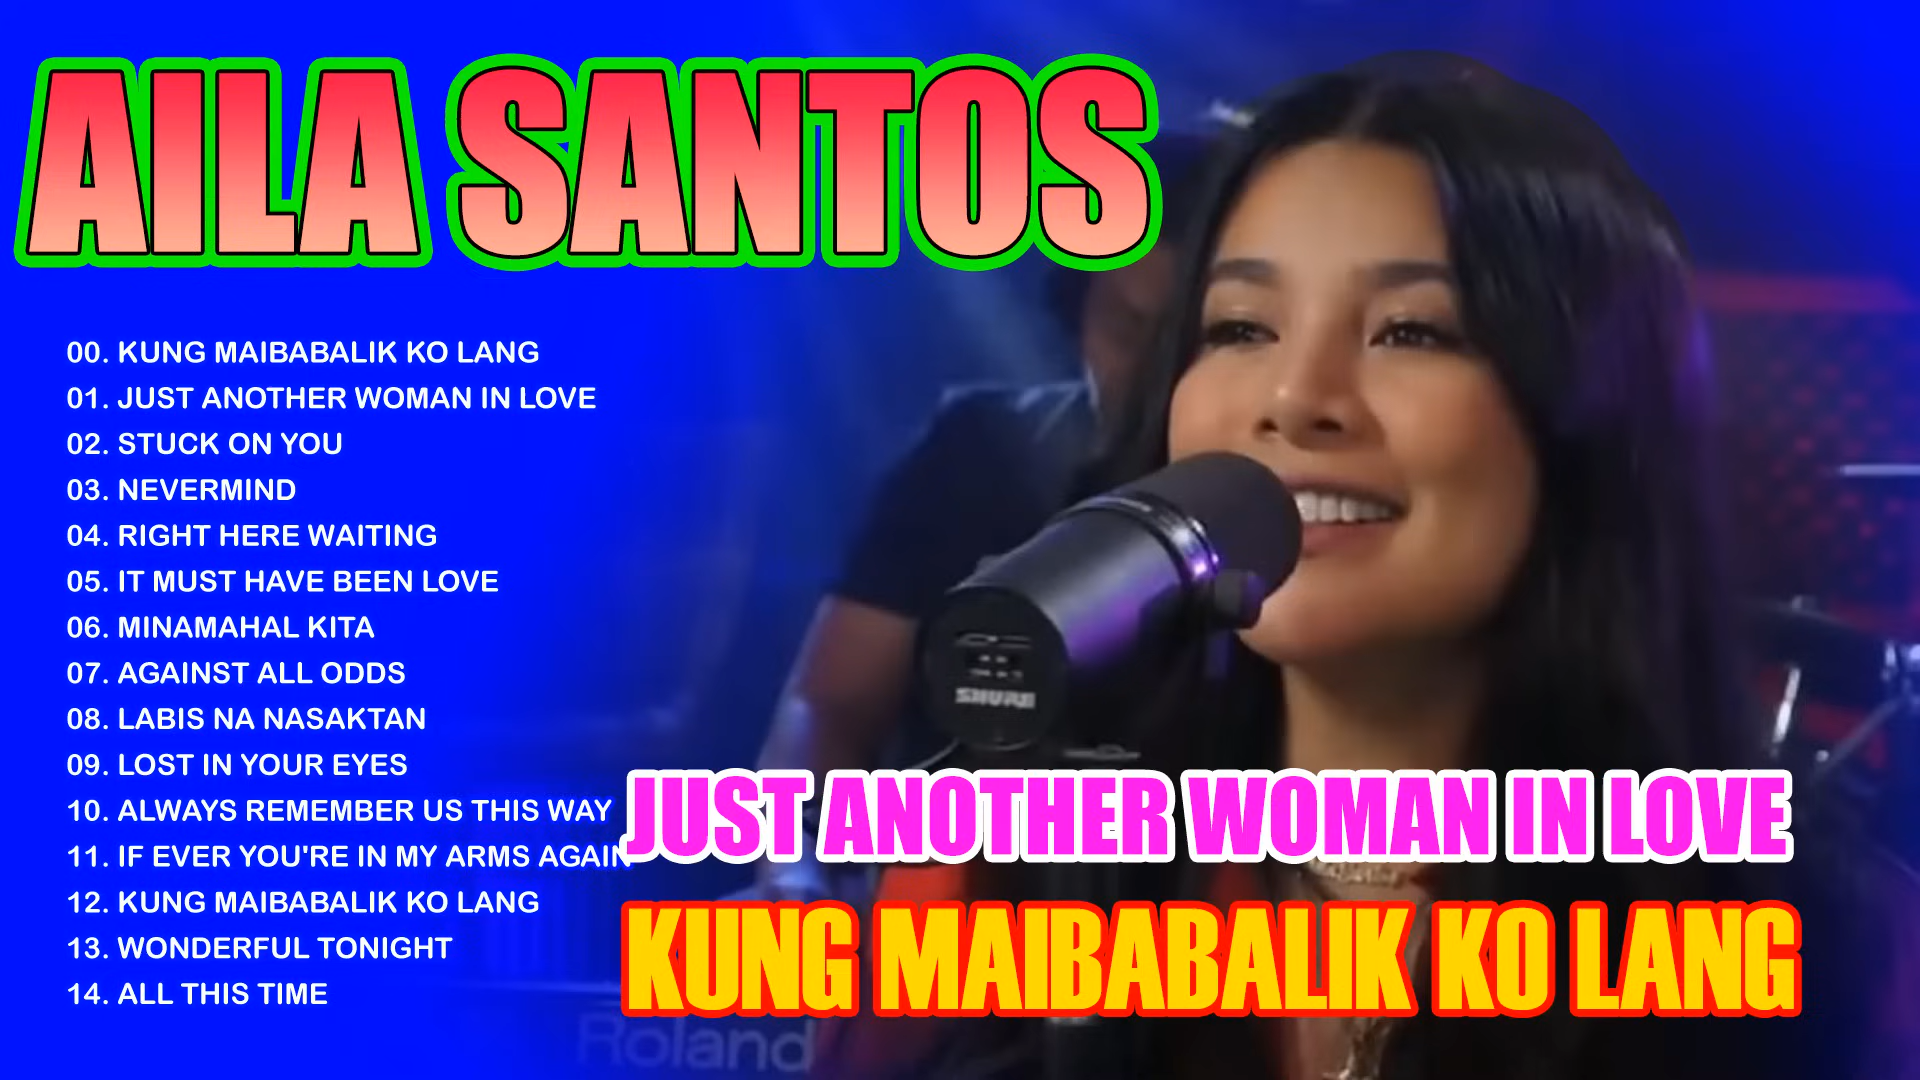 AILA SANTOS
00. KUNG MAIBABALIK KO LANG
01. JUST ANOTHER WOMAN IN LOVE
02. STUCK ON YOU
03. NEVERMIND
04. RIGHT HERE WAITING
05. IT MUST HAVE BEEN LOVE
06. MINAMAHAL KITA
07. AGAINST ALL ODDS
08. LABIS NA NASAKTAN
09. LOST IN YOUR EYES
10. ALWAYS REMEMBER US THIS WAY
11. IF EVER YOU'RE IN MY ARMS AGAIN
12. KUNG MAIBABALIK KO LANG
13. WONDERFUL TONIGHT
14. ALL THIS TIME
SHURE
JUST ANOTHER WOMAN IN LOVE
KUNG MAIBABALIK KO LANG
Roland